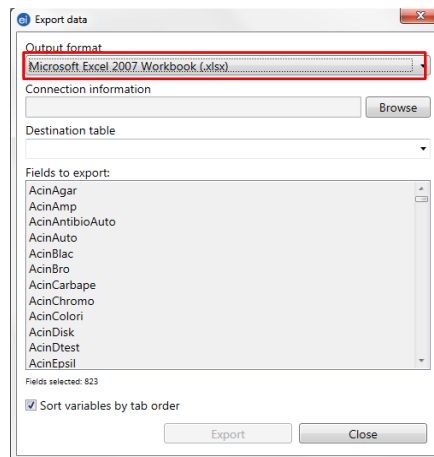 ei Export data
Output format
Microsoft Excel 2007 Workbook (.xlsx)
Connection information
Browse
Destination table
Fields to export:
AcinAgar
AcinAmp
AcinAntibioAuto
AcinAuto
AcinBlac
AcinBro
AcinCarbape
AcinChromo
AcinColori
AcinDisk
AcinDtest
AcinEpsil
Fields selected: 823
Sort variables by tab order
Export Close